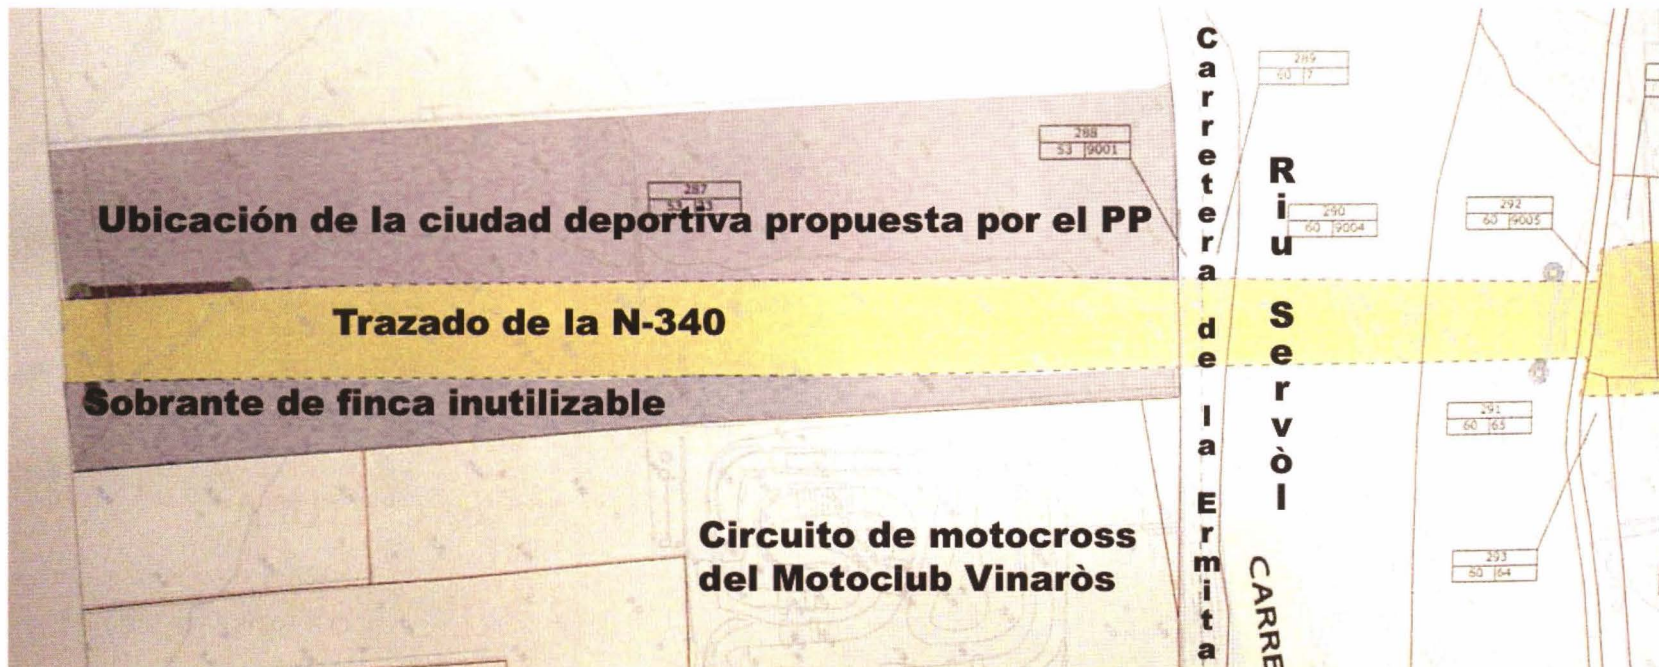 Carretera de la Ermita
289
60 7
288
53 9001
Riu Servòl
287
53
Ubicación de la ciudad deportiva propuesta por el PP
290
60 9004
292
60 9005
Trazado de la N-340
Sobrante de finca inutilizable
291
60 65
Circuito de motocross
del Motoclub Vinaròs
293
60 64
CARRE